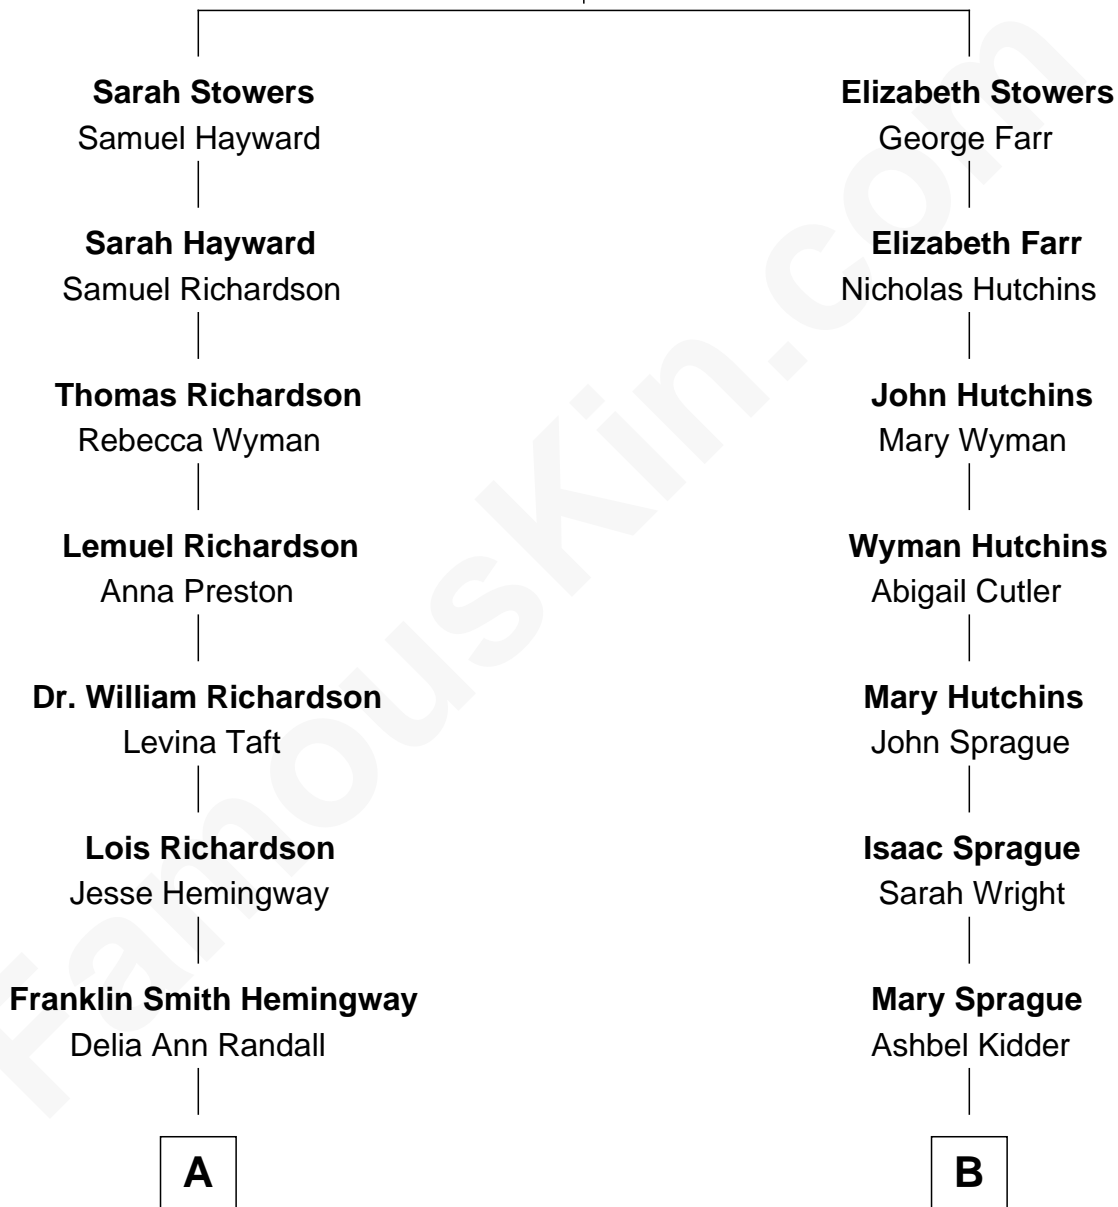 Sarah Stowers
Samuel Hayward
Sarah Hayward
Samuel Richardson
Thomas Richardson
Rebecca Wyman
Lemuel Richardson
Anna Preston
Dr. William Richardson
Levina Taft
Lois Richardson
Jesse Hemingway
Franklin Smith Hemingway
Delia Ann Randall
A
Elizabeth Stowers
George Farr
Elizabeth Farr
Nicholas Hutchins
John Hutchins
Mary Wyman
Wyman Hutchins
Abigail Cutler
Mary Hutchins
John Sprague
Isaac Sprague
Sarah Wright
Mary Sprague
Ashbel Kidder
B
FamousKin.com